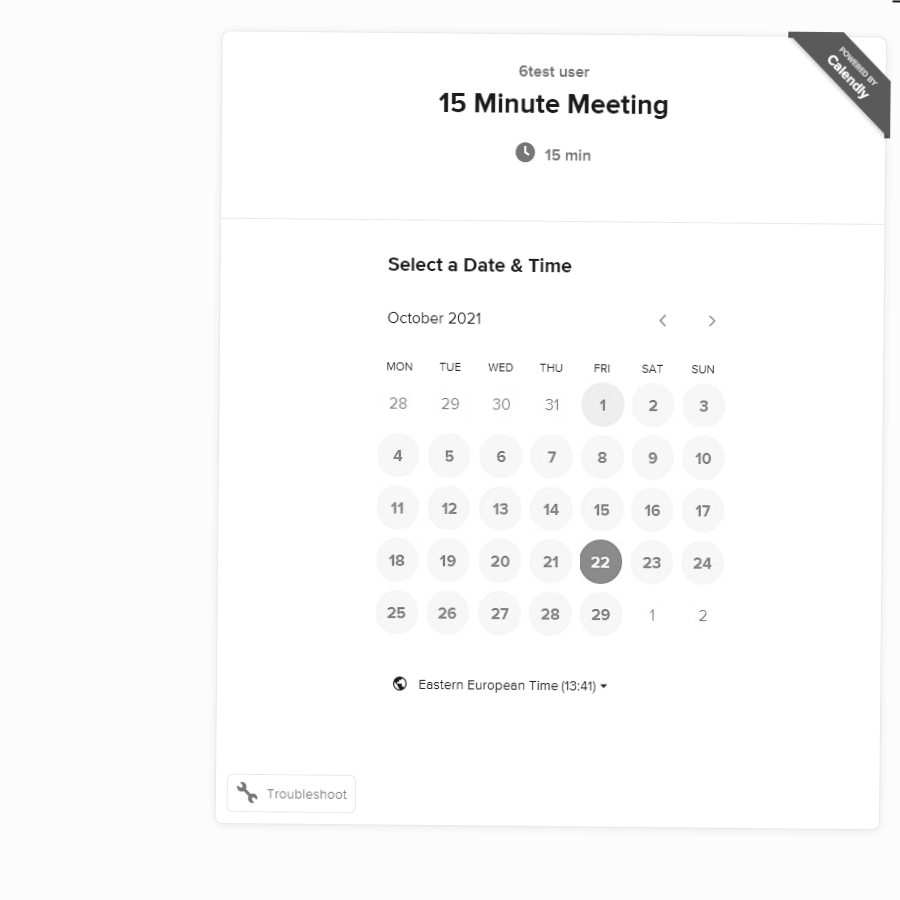 POWERED BY
Calendly
6test user
15 Minute Meeting
15 min
Select a Date & Time
October 2021
MON TUE WED THU FRI SAT SUN
28 29 30 31 1 2 3
4 5 6 7 8 9 10
11 12 13 14 15 16 17
18 19 20 21 22 23 24
25 26 27 28 29 1 2
Eastern European Time (13:41)
Troubleshoot